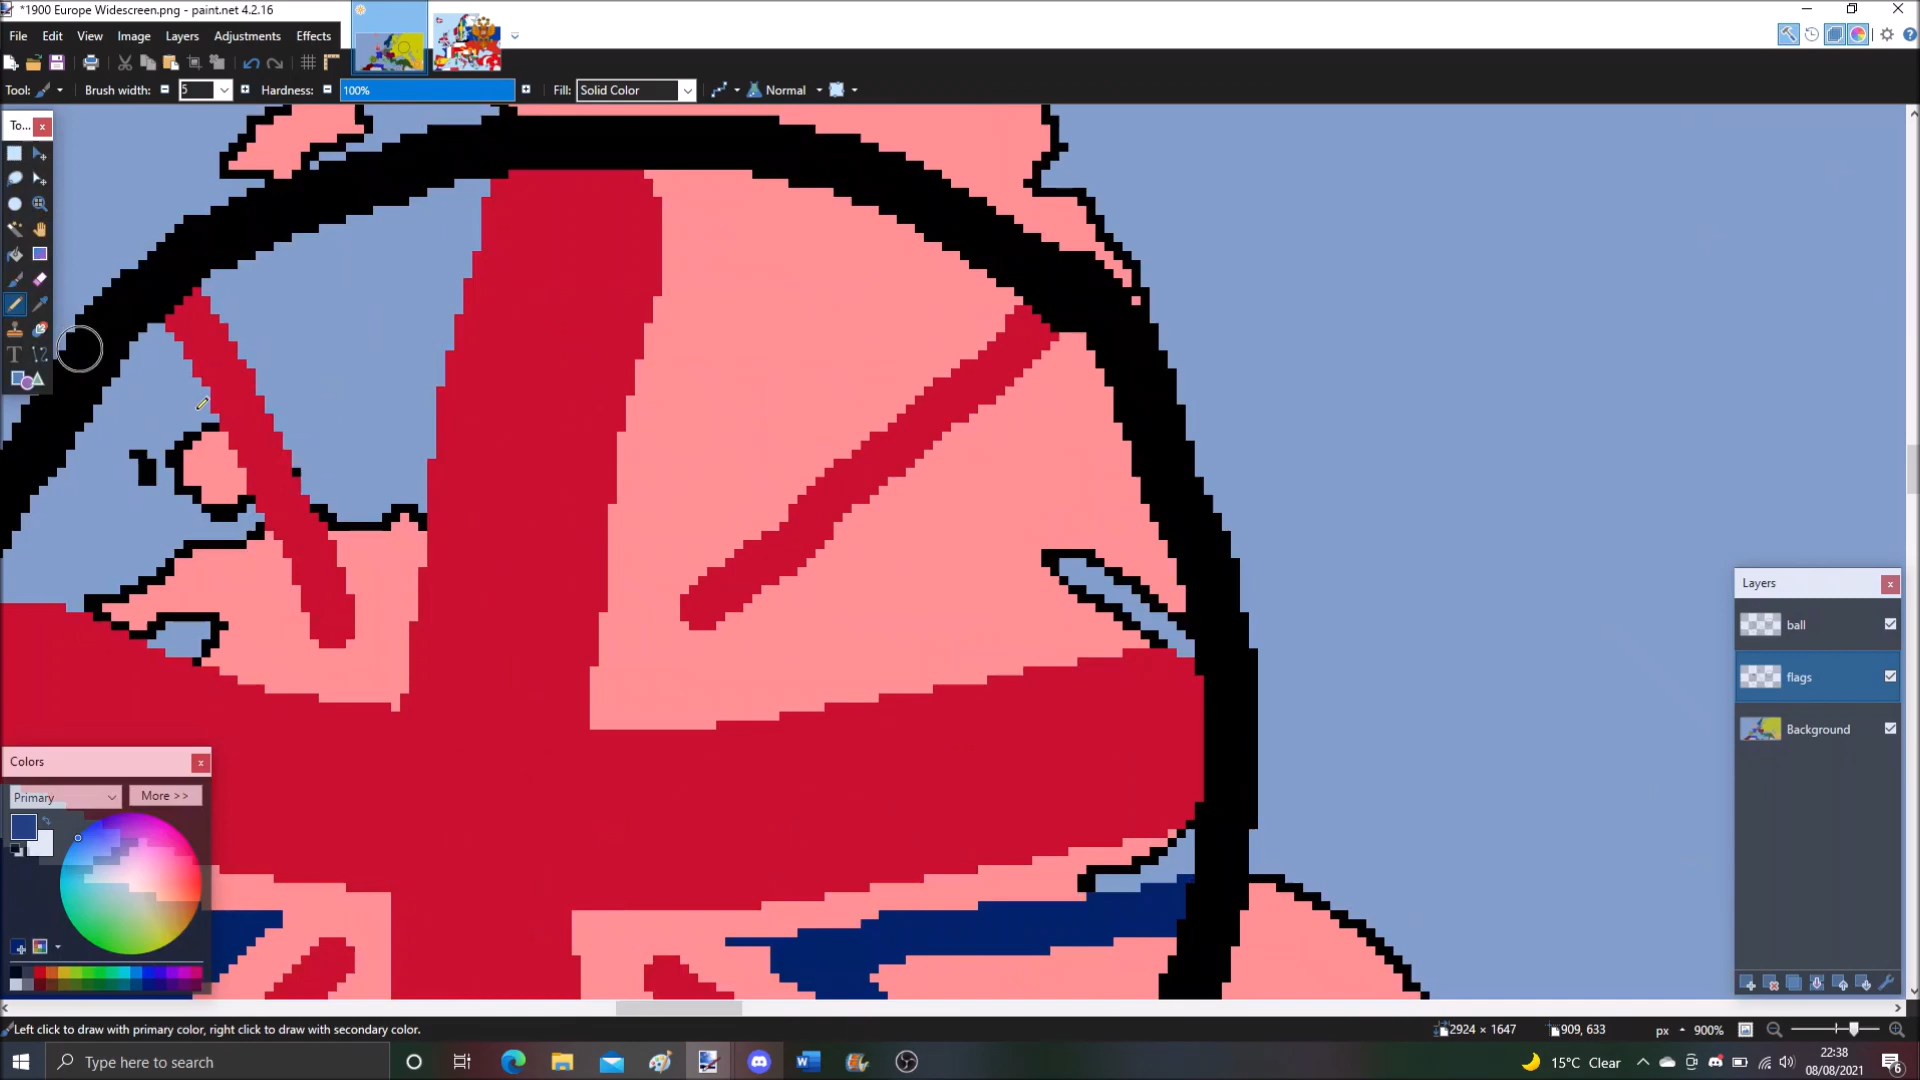 *1900 Europe Widescreen.png - paint.net 4.2.16
File Edit View Image Layers Adjustments Effects
Tool: Brush width: 5 Hardness: 100% Fill: Solid Color Normal
To...
Layers
ball
flags
Background
Colors
Primary More >>
Left click to draw with primary color, right click to draw with secondary color. 2924 × 1647 909, 633 px 900%
Type here to search 15°C Clear 22:38
08/08/2021
6